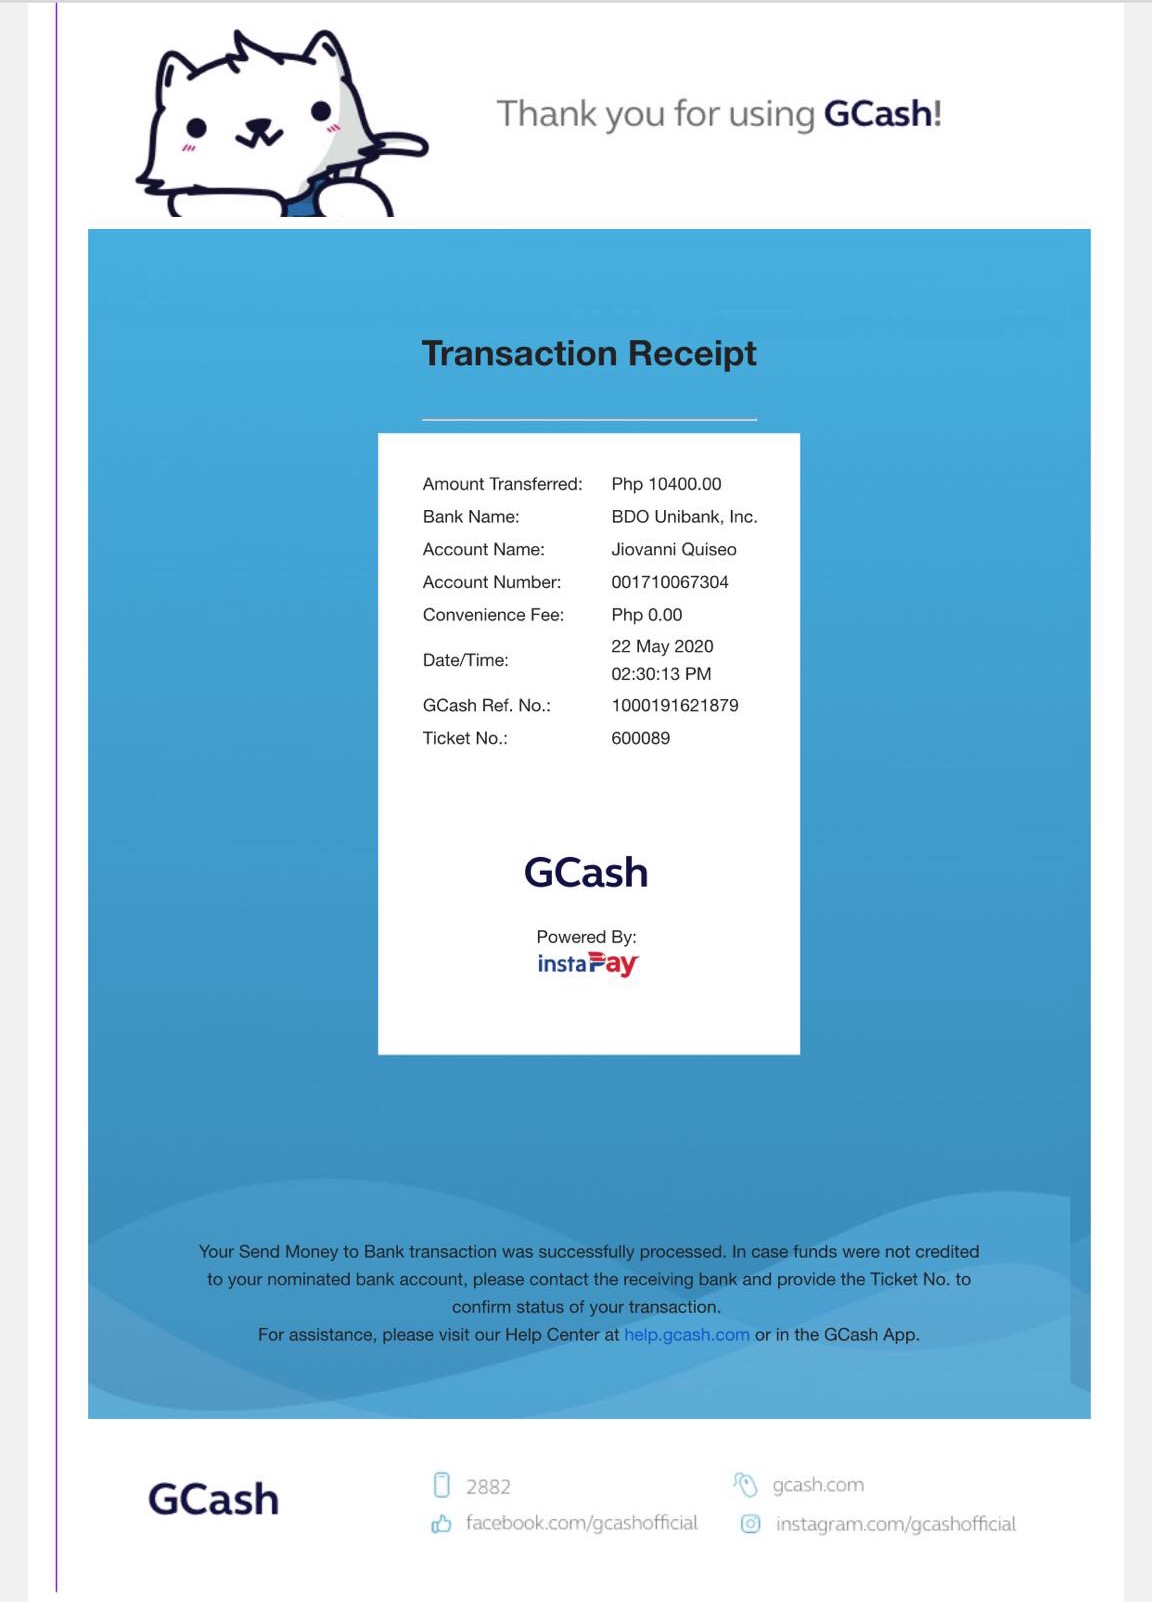 Thank you for using GCash!
Transaction Receipt
Amount Transferred: Php 10400.00
Bank Name: BDO Unibank, Inc.
Account Name: Jiovanni Quiseo
Account Number: 001710067304
Convenience Fee: Php 0.00
Date/Time: 22 May 2020
02:30:13 PM
GCash Ref. No.: 1000191621879
Ticket No.: 600089
GCash
Powered By:
instaPay
Your Send Money to Bank transaction was successfully processed. In case funds were not credited
to your nominated bank account, please contact the receiving bank and provide the Ticket No. to
confirm status of your transaction.
For assistance, please visit our Help Center at help.gcash.com or in the GCash App.
GCash
2882
gcash.com
facebook.com/gcashofficial
instagram.com/gcashofficial